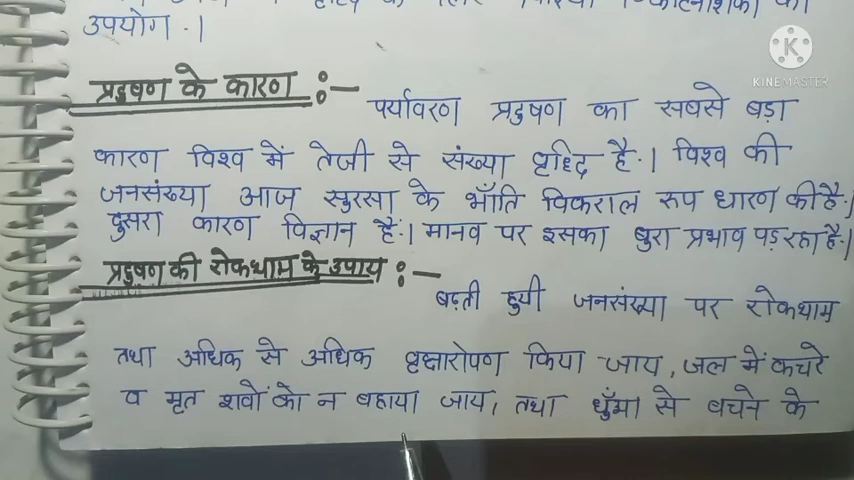 उपयोग.।
KINEMASTER
प्रदुषण के कारण :-
पर्यावरण प्रदुषण का सबसे बड़ा
कारण विश्व में तेजी से संख्या वृध्दि है.। विश्व की
जनसंख्या आज सुरसा के भाँति विकराल रूप धारण की है.।
दुसरा कारण विज्ञान हैं.। मानव पर इसका बुरा प्रभाव पड़ रहा है.।
प्रदुषण की रोकथाम के उपाय :-
बढ़ती हुयी जनसंख्या पर रोकथाम
तथा अधिक से अधिक वृक्षारोपण किया जाय, जल में कचरे
व मृत शवों को न बहाया जाय, तथा धुँआ से बचने के